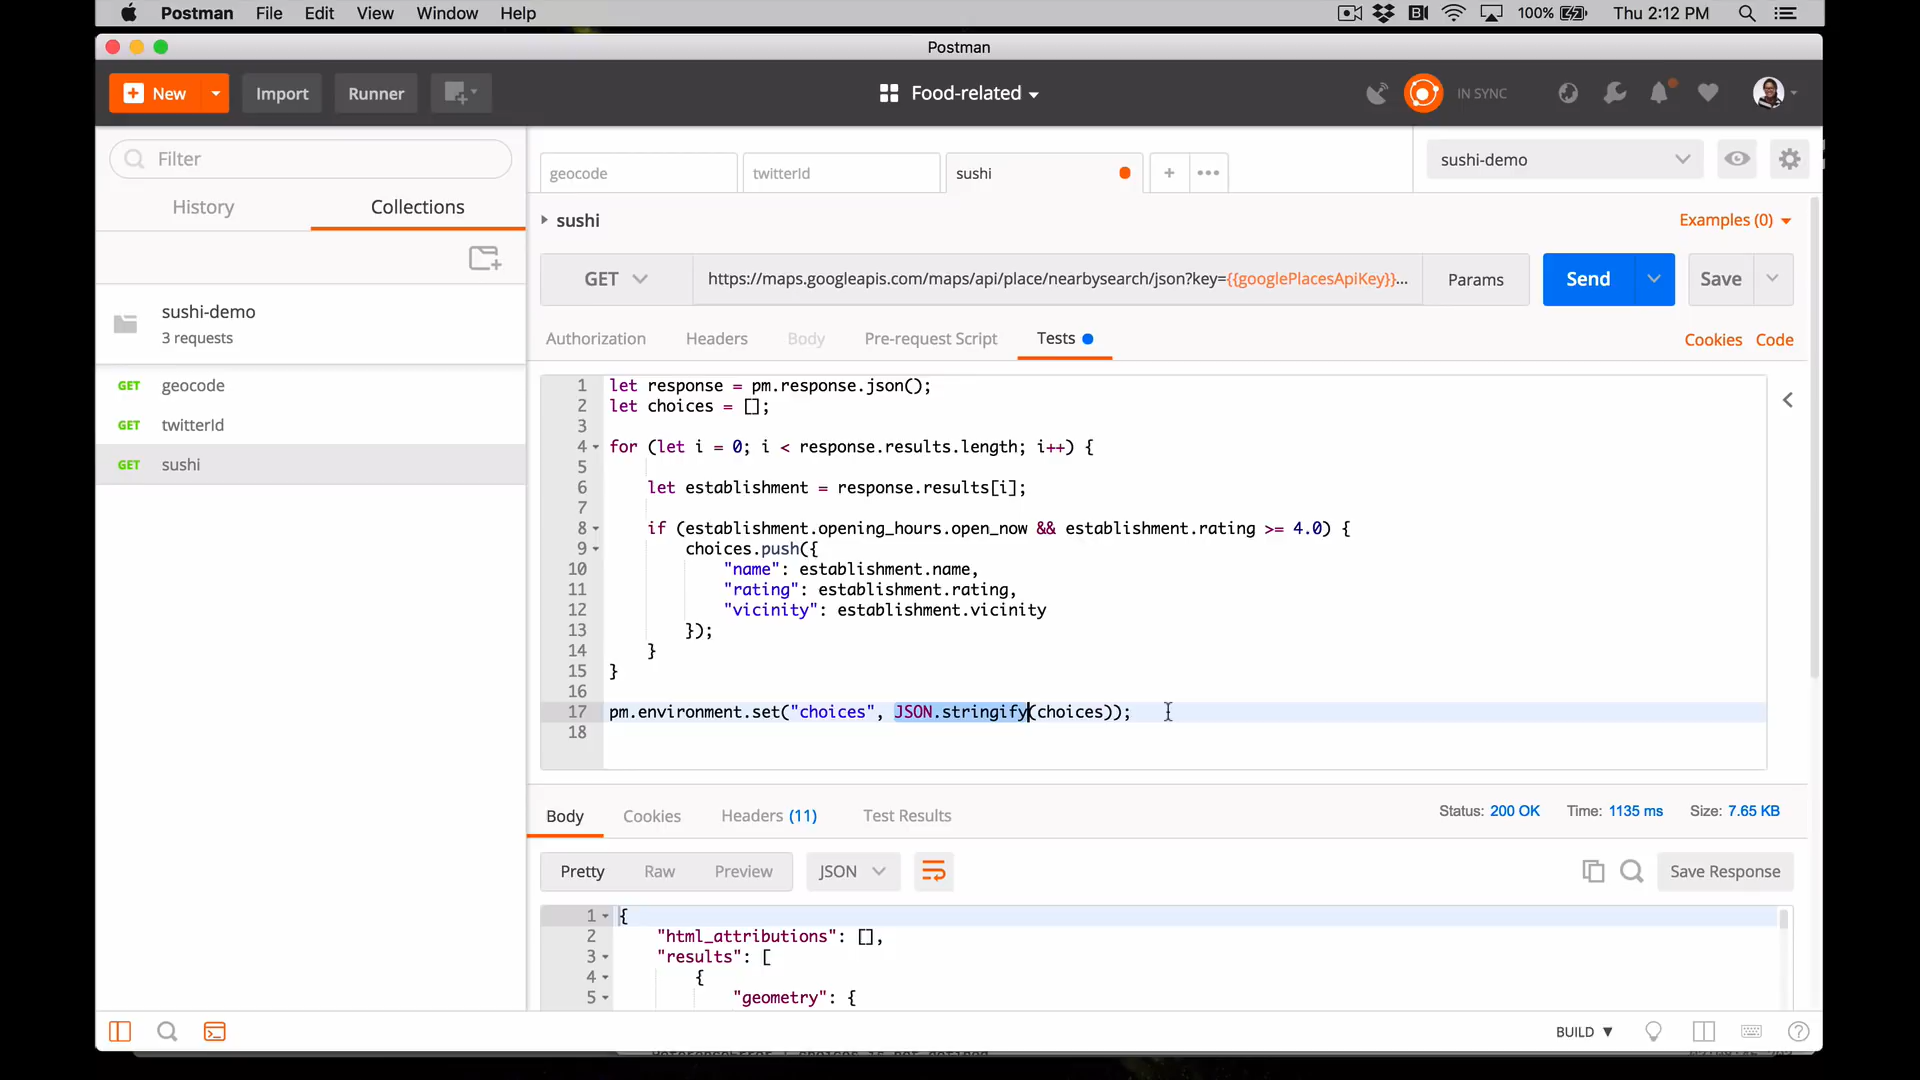 Postman File Edit View Window Help 100% Thu 2:12 PM
Postman
New Import Runner Food-related IN SYNC
Filter
History Collections
sushi-demo
3 requests
GET geocode
GET twitterId
GET sushi
geocode twitterId sushi + ••• sushi-demo
sushi Examples (0)
GET https://maps.googleapis.com/maps/api/place/nearbysearch/json?key={{googlePlacesApiKey}}... Params Send Save
Authorization Headers Body Pre-request Script Tests Cookies Code
1 let response = pm.response.json();
2 let choices = [];
3
4 for (let i = 0; i < response.results.length; i++) {
5
6 let establishment = response.results[i];
7
8 if (establishment.opening_hours.open_now && establishment.rating >= 4.0) {
9 choices.push({
10 "name": establishment.name,
11 "rating": establishment.rating,
12 "vicinity": establishment.vicinity
13 });
14 }
15 }
16
17 pm.environment.set("choices", JSON.stringify(choices));
18
Body Cookies Headers (11) Test Results Status: 200 OK Time: 1135 ms Size: 7.65 KB
Pretty Raw Preview JSON Save Response
1 {
2 "html_attributions": [],
3 "results": [
4 {
5 "geometry": {
BUILD